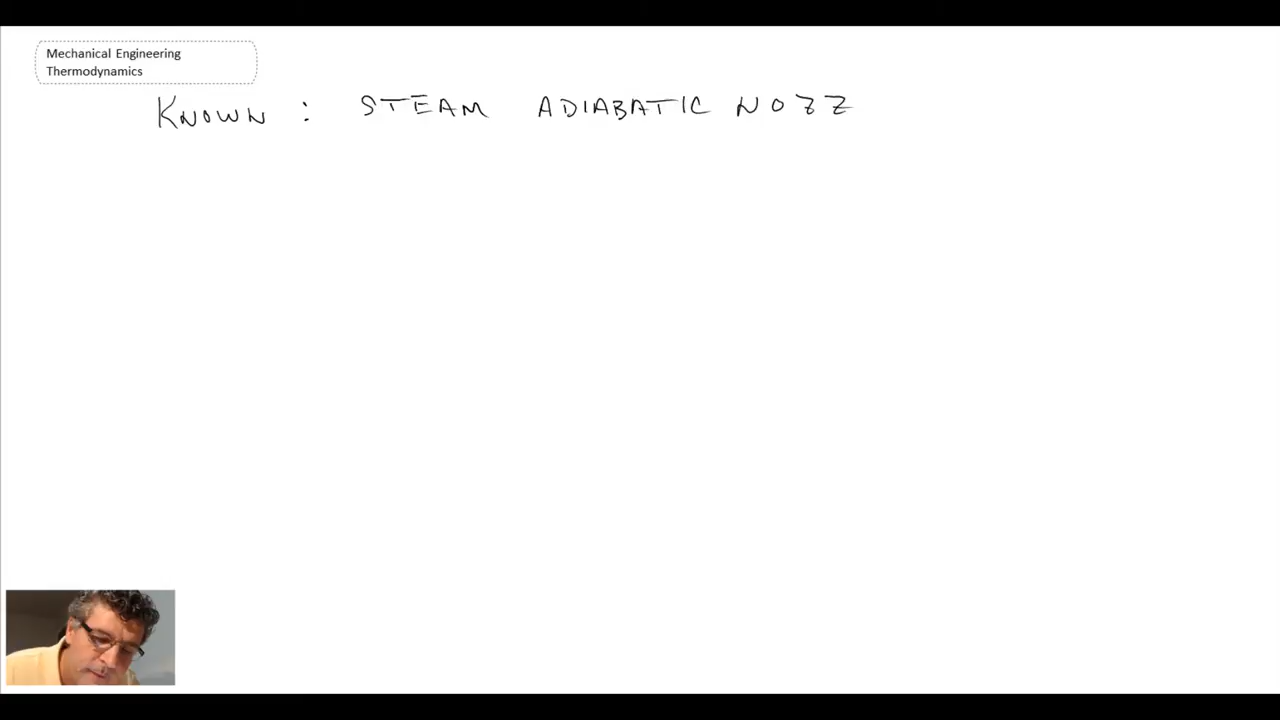 Mechanical Engineering
Thermodynamics
KNOWN : STEAM ADIABATIC NOZZ